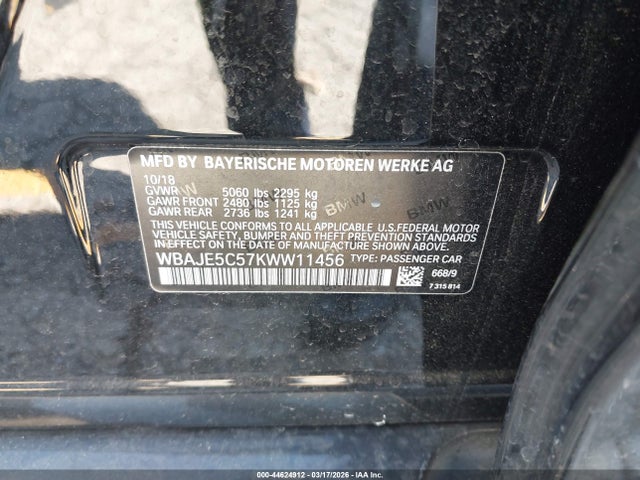 MFD BY BAYERISCHE MOTOREN WERKE AG
10/18
GVWR 5060 lbs 2295 kg
GAWR FRONT 2480 lbs 1125 kg
GAWR REAR 2736 lbs 1241 kg
THIS VEHICLE CONFORMS TO ALL APPLICABLE U.S.FEDERAL MOTOR
VEHICLE SAFETY, BUMPER AND THEFT PREVENTION STANDARDS
IN EFFECT ON THE DATE OF MANUFACTURE SHOWN ABOVE.
WBAJE5C57KWW11456 TYPE: PASSENGER CAR
668/9
7 315 814
BMW
BMW
000-44624912 - 03/17/2026 - IAA Inc.